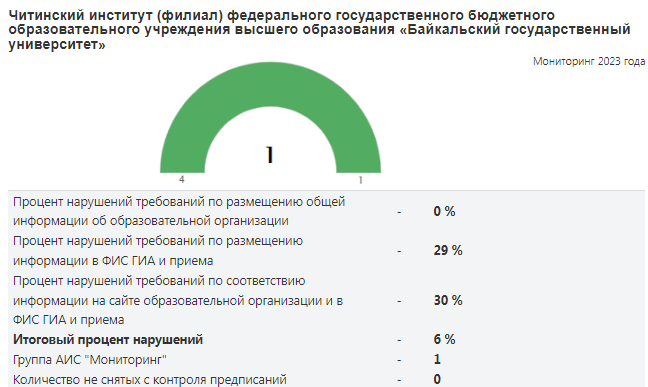 Читинский институт (филиал) федерального государственного бюджетного
образовательного учреждения высшего образования «Байкальский государственный
университет»
Мониторинг 2023 года
1
4
1
Процент нарушений требований по размещению общей
информации об образовательной организации - 0 %
Процент нарушений требований по размещению
информации в ФИС ГИА и приема - 29 %
Процент нарушений требований по соответствию
информации на сайте образовательной организации и в
ФИС ГИА и приема - 30 %
Итоговый процент нарушений - 6 %
Группа АИС "Мониторинг" - 1
Количество не снятых с контроля предписаний - 0